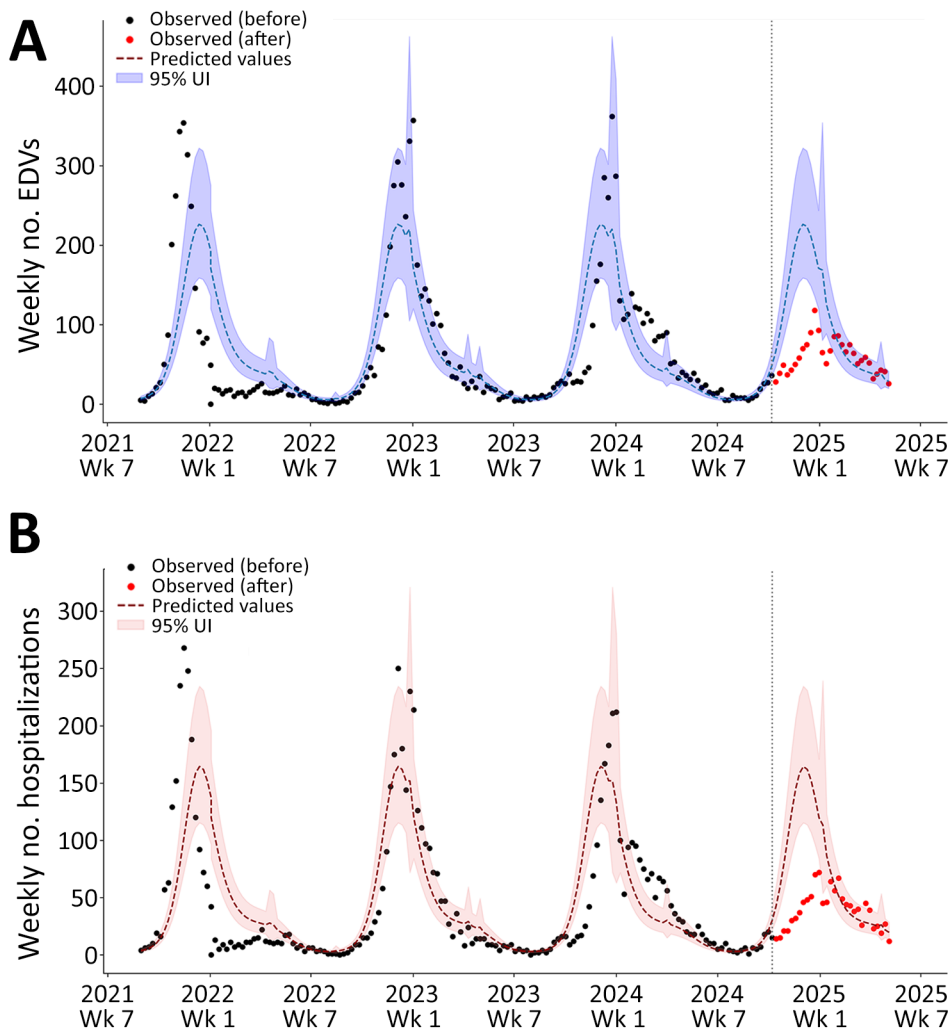 A
Observed (before)
Observed (after)
Predicted values
95% UI
Weekly no. EDVs
400
300
200
100
0
2021 2022 2022 2023 2023 2024 2024 2025 2025
Wk 7 Wk 1 Wk 7 Wk 1 Wk 7 Wk 1 Wk 7 Wk 1 Wk 7
B
Observed (before)
Observed (after)
Predicted values
95% UI
Weekly no. hospitalizations
300
250
200
150
100
50
0
2021 2022 2022 2023 2023 2024 2024 2025 2025
Wk 7 Wk 1 Wk 7 Wk 1 Wk 7 Wk 1 Wk 7 Wk 1 Wk 7